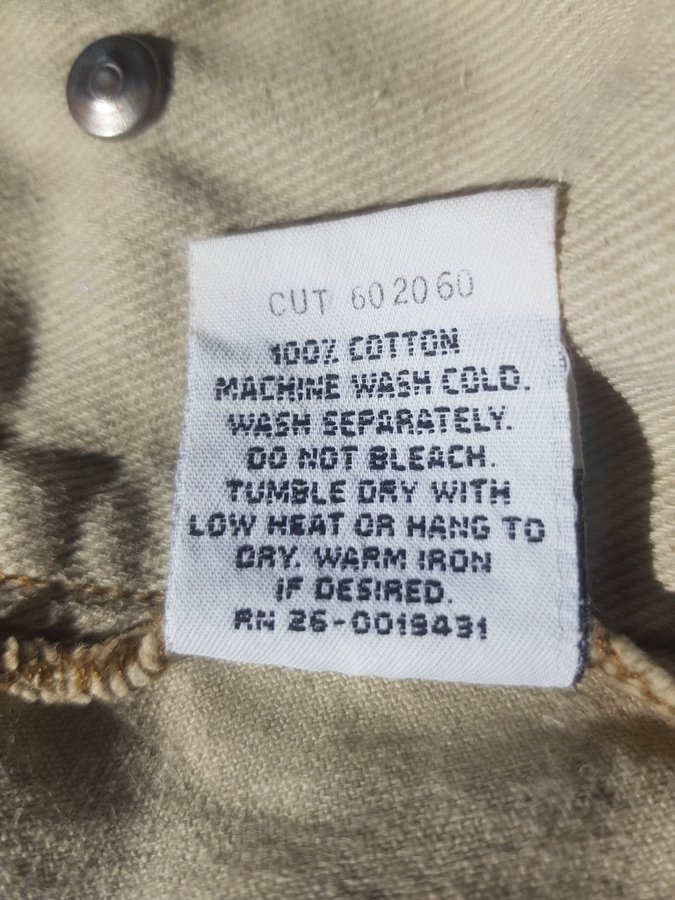 CUT 602060
100% COTTON
MACHINE WASH COLD.
WASH SEPARATELY.
DO NOT BLEACH.
TUMBLE DRY WITH
LOW HEAT OR HANG TO
DRY. WARM IRON
IF DESIRED.
RN 26-0019431